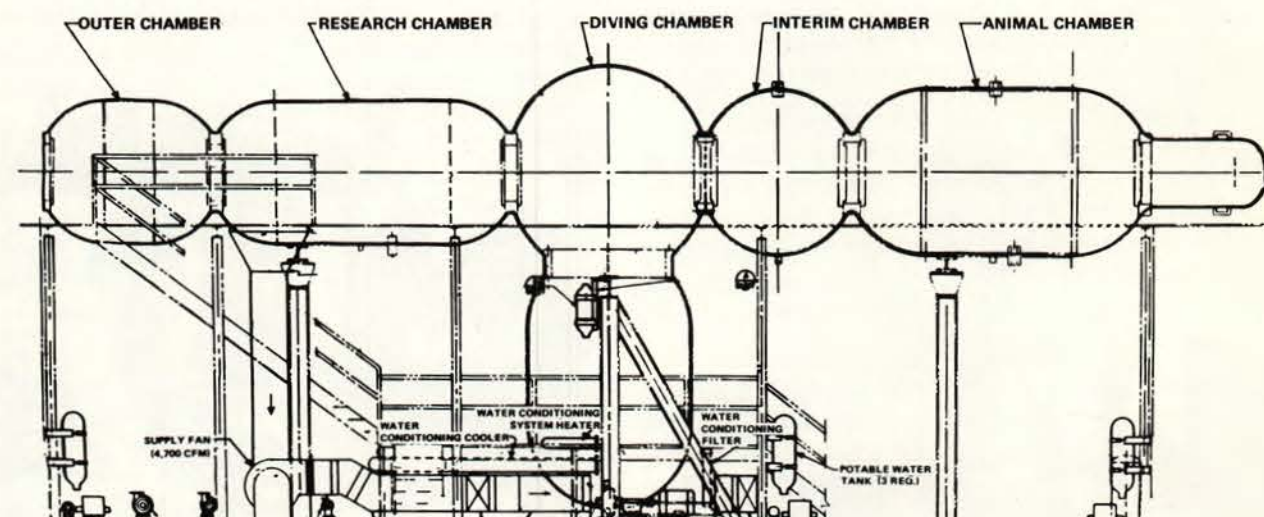 OUTER CHAMBER
RESEARCH CHAMBER
DIVING CHAMBER
INTERIM CHAMBER
ANIMAL CHAMBER
SUPPLY FAN
(4,700 CFM)
WATER
CONDITIONING COOLER
WATER CONDITIONING
SYSTEM HEATER
WATER
CONDITIONING
FILTER
POTABLE WATER
TANK (3 REG.)